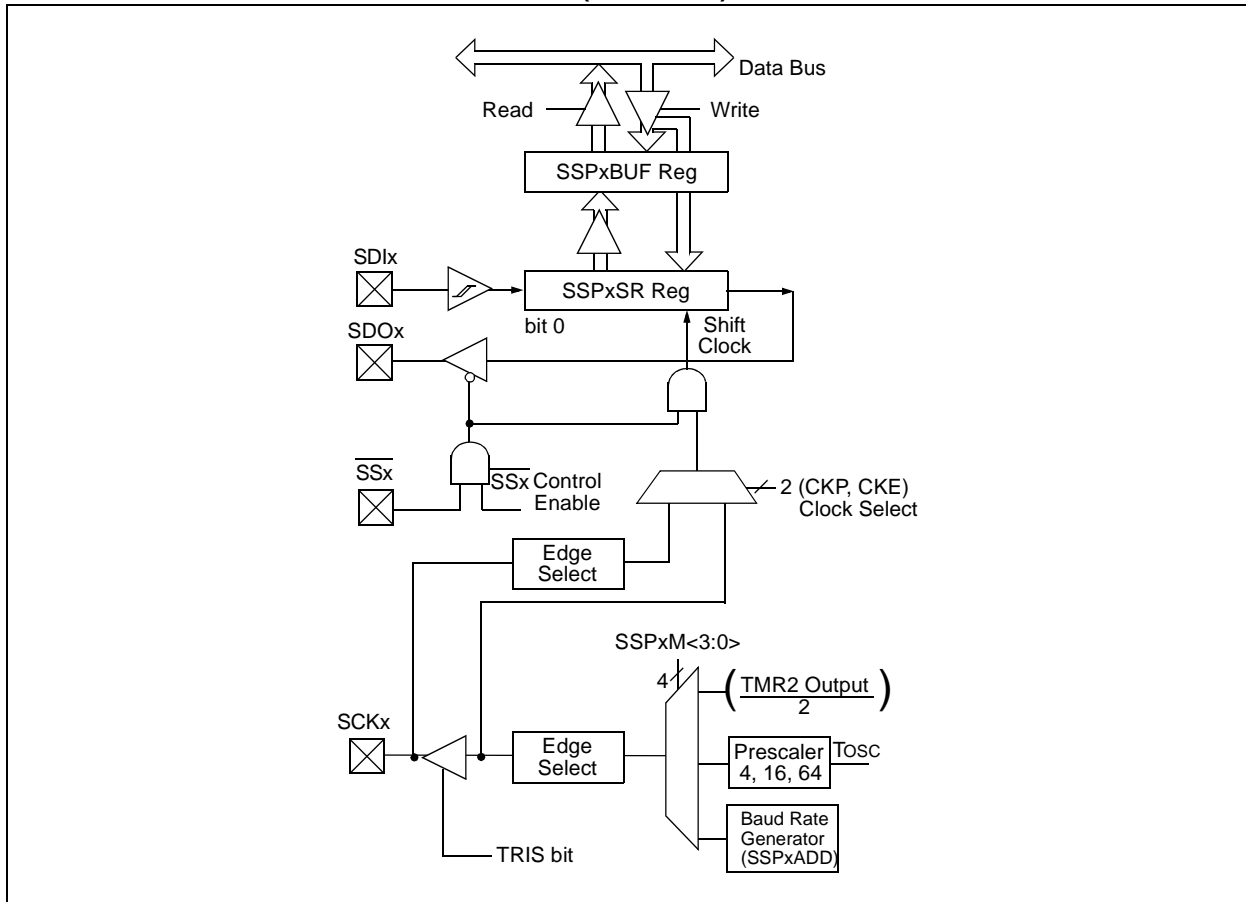 Data Bus
Read
Write
SSPxBUF Reg
SDIx
SSPxSR Reg
bit 0
Shift
Clock
SDOx
SSx
SSx Control
Enable
2 (CKP, CKE)
Clock Select
Edge
Select
SSPxM<3:0>
4
(TMR2 Output)
2
SCKx
Edge
Select
Prescaler
4, 16, 64
TOSC
Baud Rate
Generator
(SSPxADD)
TRIS bit